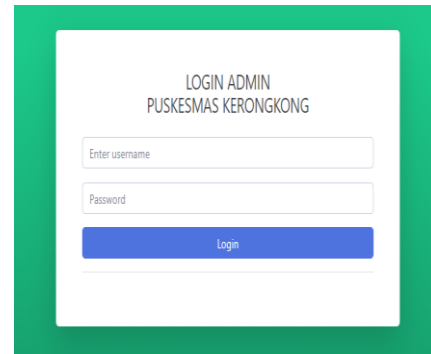 LOGIN ADMIN
PUSKESMAS KERONGKONG
Enter username
Password
Login